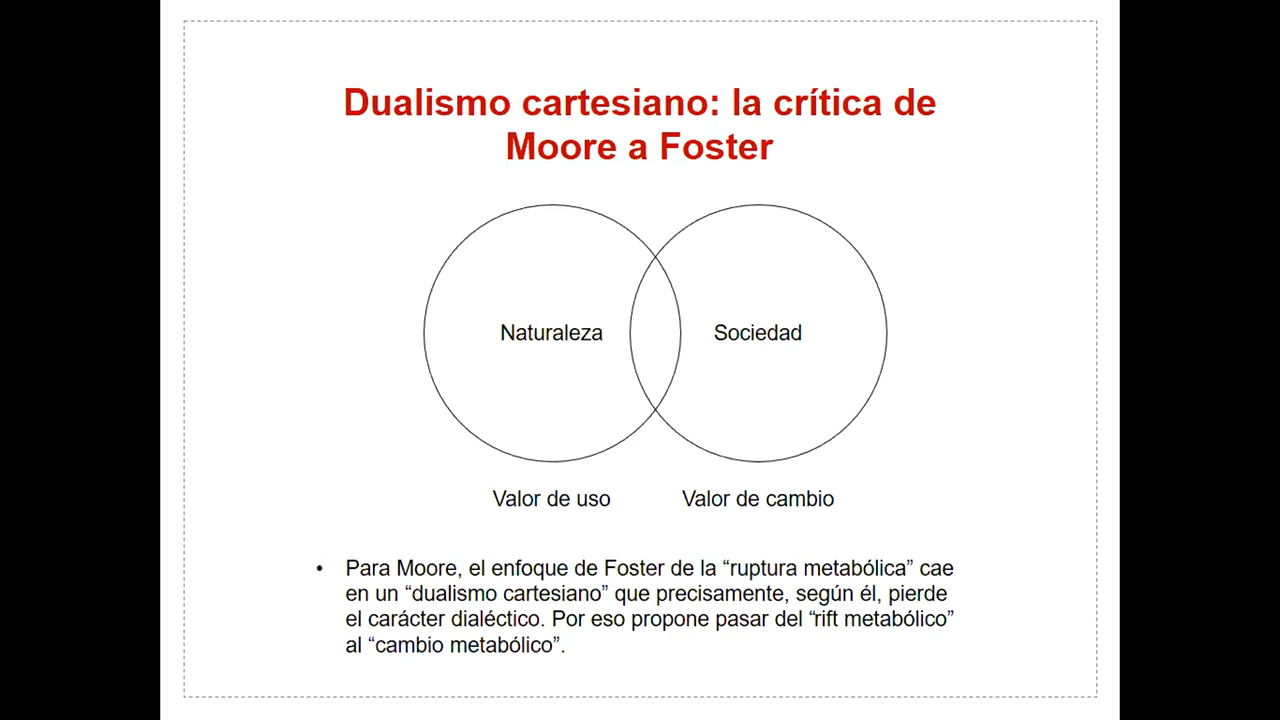 Dualismo cartesiano: la crítica de
Moore a Foster
Naturaleza
Sociedad
Valor de uso
Valor de cambio
• Para Moore, el enfoque de Foster de la “ruptura metabólica” cae
en un “dualismo cartesiano” que precisamente, según él, pierde
el carácter dialéctico. Por eso propone pasar del “rift metabólico”
al “cambio metabólico”.